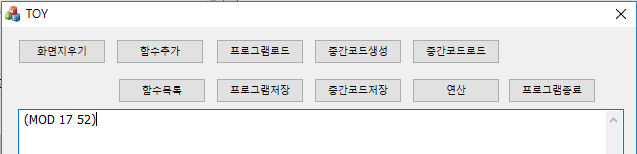 TOY
화면지우기 함수추가 프로그램로드 중간코드생성 중간코드로드
함수목록 프로그램저장 중간코드저장 연산 프로그램종료
(MOD 17 52)